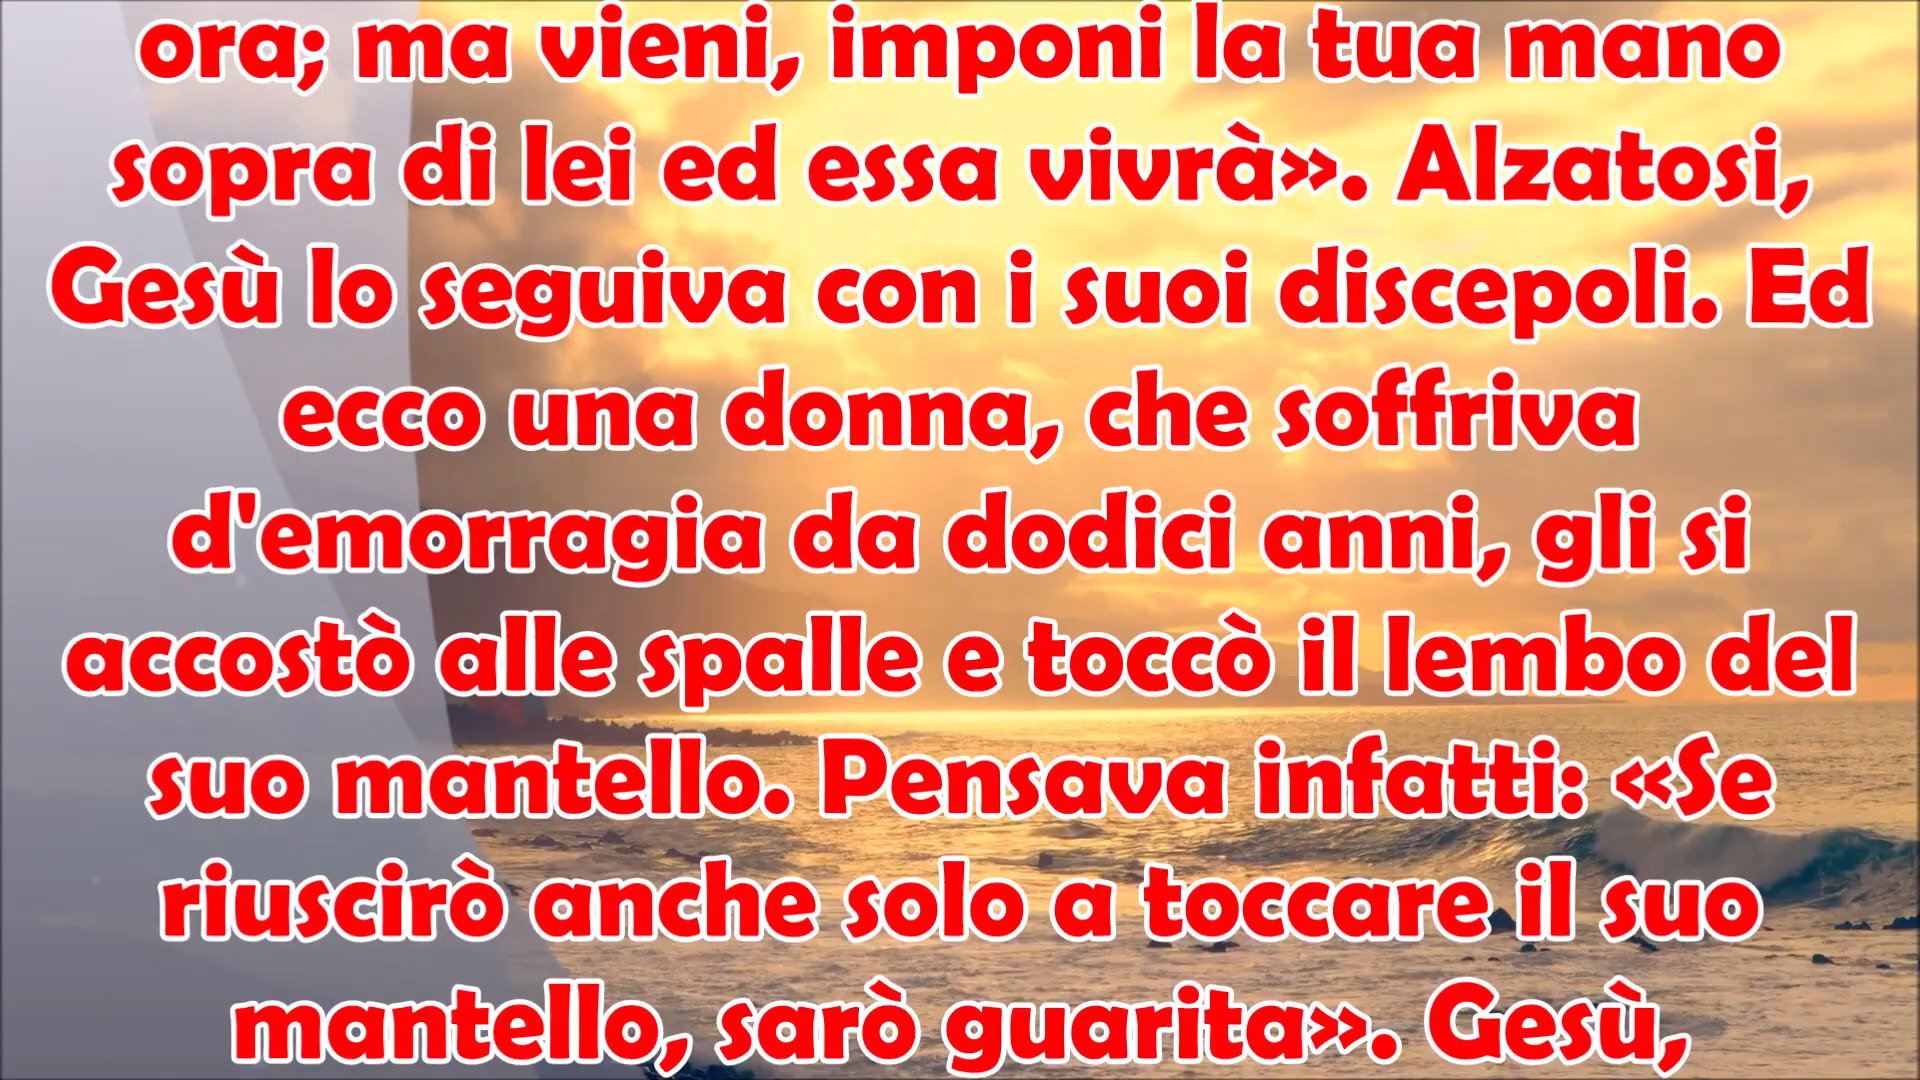 ora; ma vieni, imponi la tua mano
sopra di lei ed essa vivrà». Alzatosi,
Gesù lo seguiva con i suoi discepoli. Ed
ecco una donna, che soffriva
d'emorragia da dodici anni, gli si
accostò alle spalle e toccò il lembo del
suo mantello. Pensava infatti: «Se
riuscirò anche solo a toccare il suo
mantello, sarò guarita». Gesù,